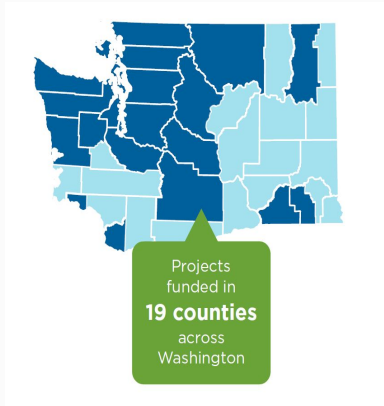 Projects
funded in
19 counties
across
Washington